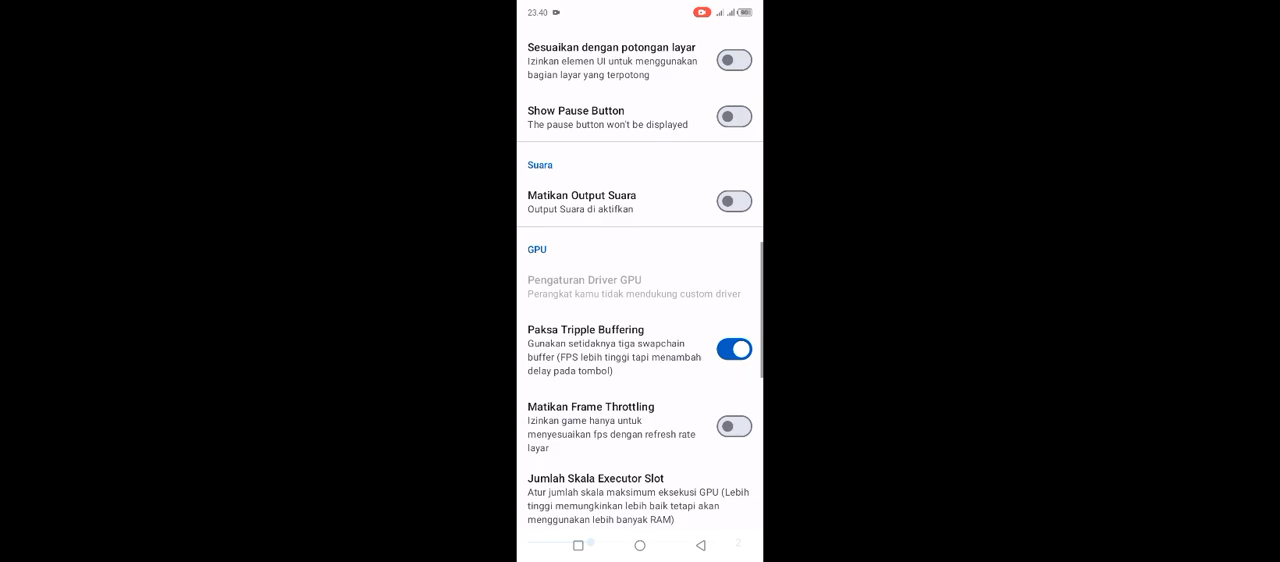 23.40
Sesuaikan dengan potongan layar
Izinkan elemen UI untuk menggunakan
bagian layar yang terpotong
Show Pause Button
The pause button won't be displayed
Suara
Matikan Output Suara
Output Suara di aktifkan
GPU
Pengaturan Driver GPU
Perangkat kamu tidak mendukung custom driver
Paksa Tripple Buffering
Gunakan setidaknya tiga swapchain
buffer (FPS lebih tinggi tapi menambah
delay pada tombol)
Matikan Frame Throttling
Izinkan game hanya untuk
menyesuaikan fps dengan refresh rate
layar
Jumlah Skala Executor Slot
Atur jumlah skala maksimum eksekusi GPU (Lebih
tinggi memungkinkan lebih baik tetapi akan
menggunakan lebih banyak RAM)
2